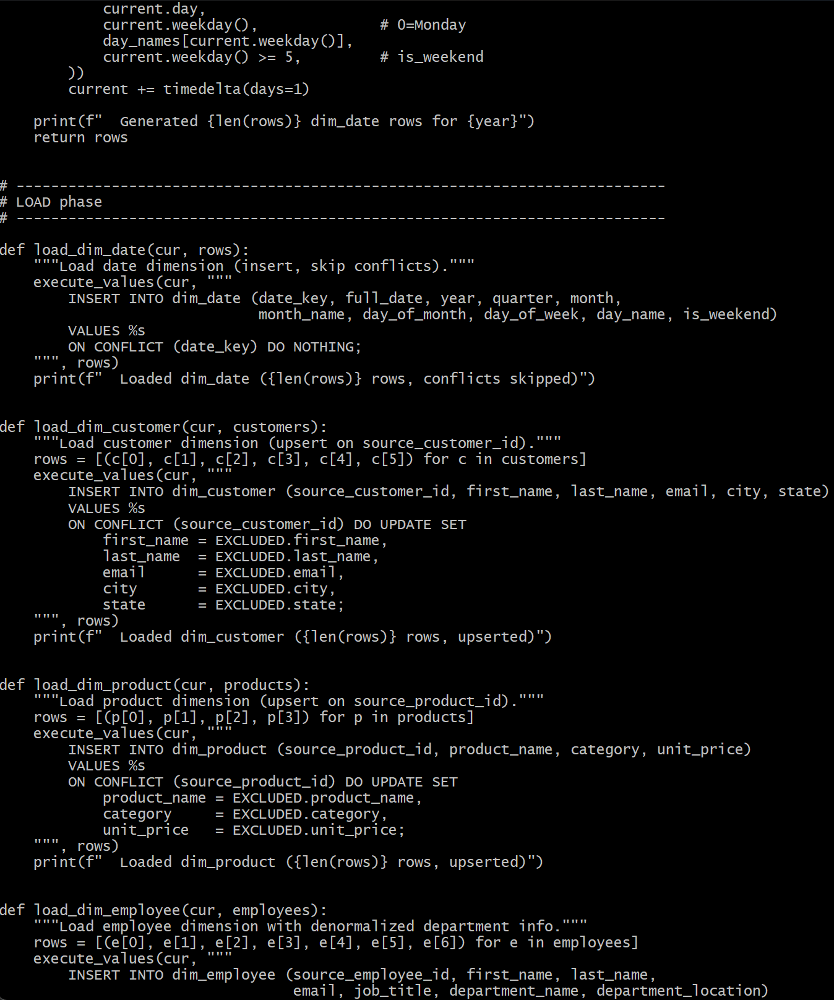 current.day,
            current.weekday(),              # 0=Monday
            day_names[current.weekday()],
            current.weekday() >= 5,         # is_weekend
        ))
        current += timedelta(days=1)

    print(f"  Generated {len(rows)} dim_date rows for {year}")
    return rows


# ---------------------------------------------------------------------------
# LOAD phase
# ---------------------------------------------------------------------------

def load_dim_date(cur, rows):
    """Load date dimension (insert, skip conflicts)."""
    execute_values(cur, """
        INSERT INTO dim_date (date_key, full_date, year, quarter, month,
                              month_name, day_of_month, day_of_week, day_name, is_weekend)
        VALUES %s
        ON CONFLICT (date_key) DO NOTHING;
    """, rows)
    print(f"  Loaded dim_date ({len(rows)} rows, conflicts skipped)")


def load_dim_customer(cur, customers):
    """Load customer dimension (upsert on source_customer_id)."""
    rows = [(c[0], c[1], c[2], c[3], c[4], c[5]) for c in customers]
    execute_values(cur, """
        INSERT INTO dim_customer (source_customer_id, first_name, last_name, email, city, state)
        VALUES %s
        ON CONFLICT (source_customer_id) DO UPDATE SET
            first_name = EXCLUDED.first_name,
            last_name  = EXCLUDED.last_name,
            email      = EXCLUDED.email,
            city       = EXCLUDED.city,
            state      = EXCLUDED.state;
    """, rows)
    print(f"  Loaded dim_customer ({len(rows)} rows, upserted)")


def load_dim_product(cur, products):
    """Load product dimension (upsert on source_product_id)."""
    rows = [(p[0], p[1], p[2], p[3]) for p in products]
    execute_values(cur, """
        INSERT INTO dim_product (source_product_id, product_name, category, unit_price)
        VALUES %s
        ON CONFLICT (source_product_id) DO UPDATE SET
            product_name = EXCLUDED.product_name,
            category     = EXCLUDED.category,
            unit_price   = EXCLUDED.unit_price;
    """, rows)
    print(f"  Loaded dim_product ({len(rows)} rows, upserted)")


def load_dim_employee(cur, employees):
    """Load employee dimension with denormalized department info."""
    rows = [(e[0], e[1], e[2], e[3], e[4], e[5], e[6]) for e in employees]
    execute_values(cur, """
        INSERT INTO dim_employee (source_employee_id, first_name, last_name,
                                  email, job_title, department_name, department_location)